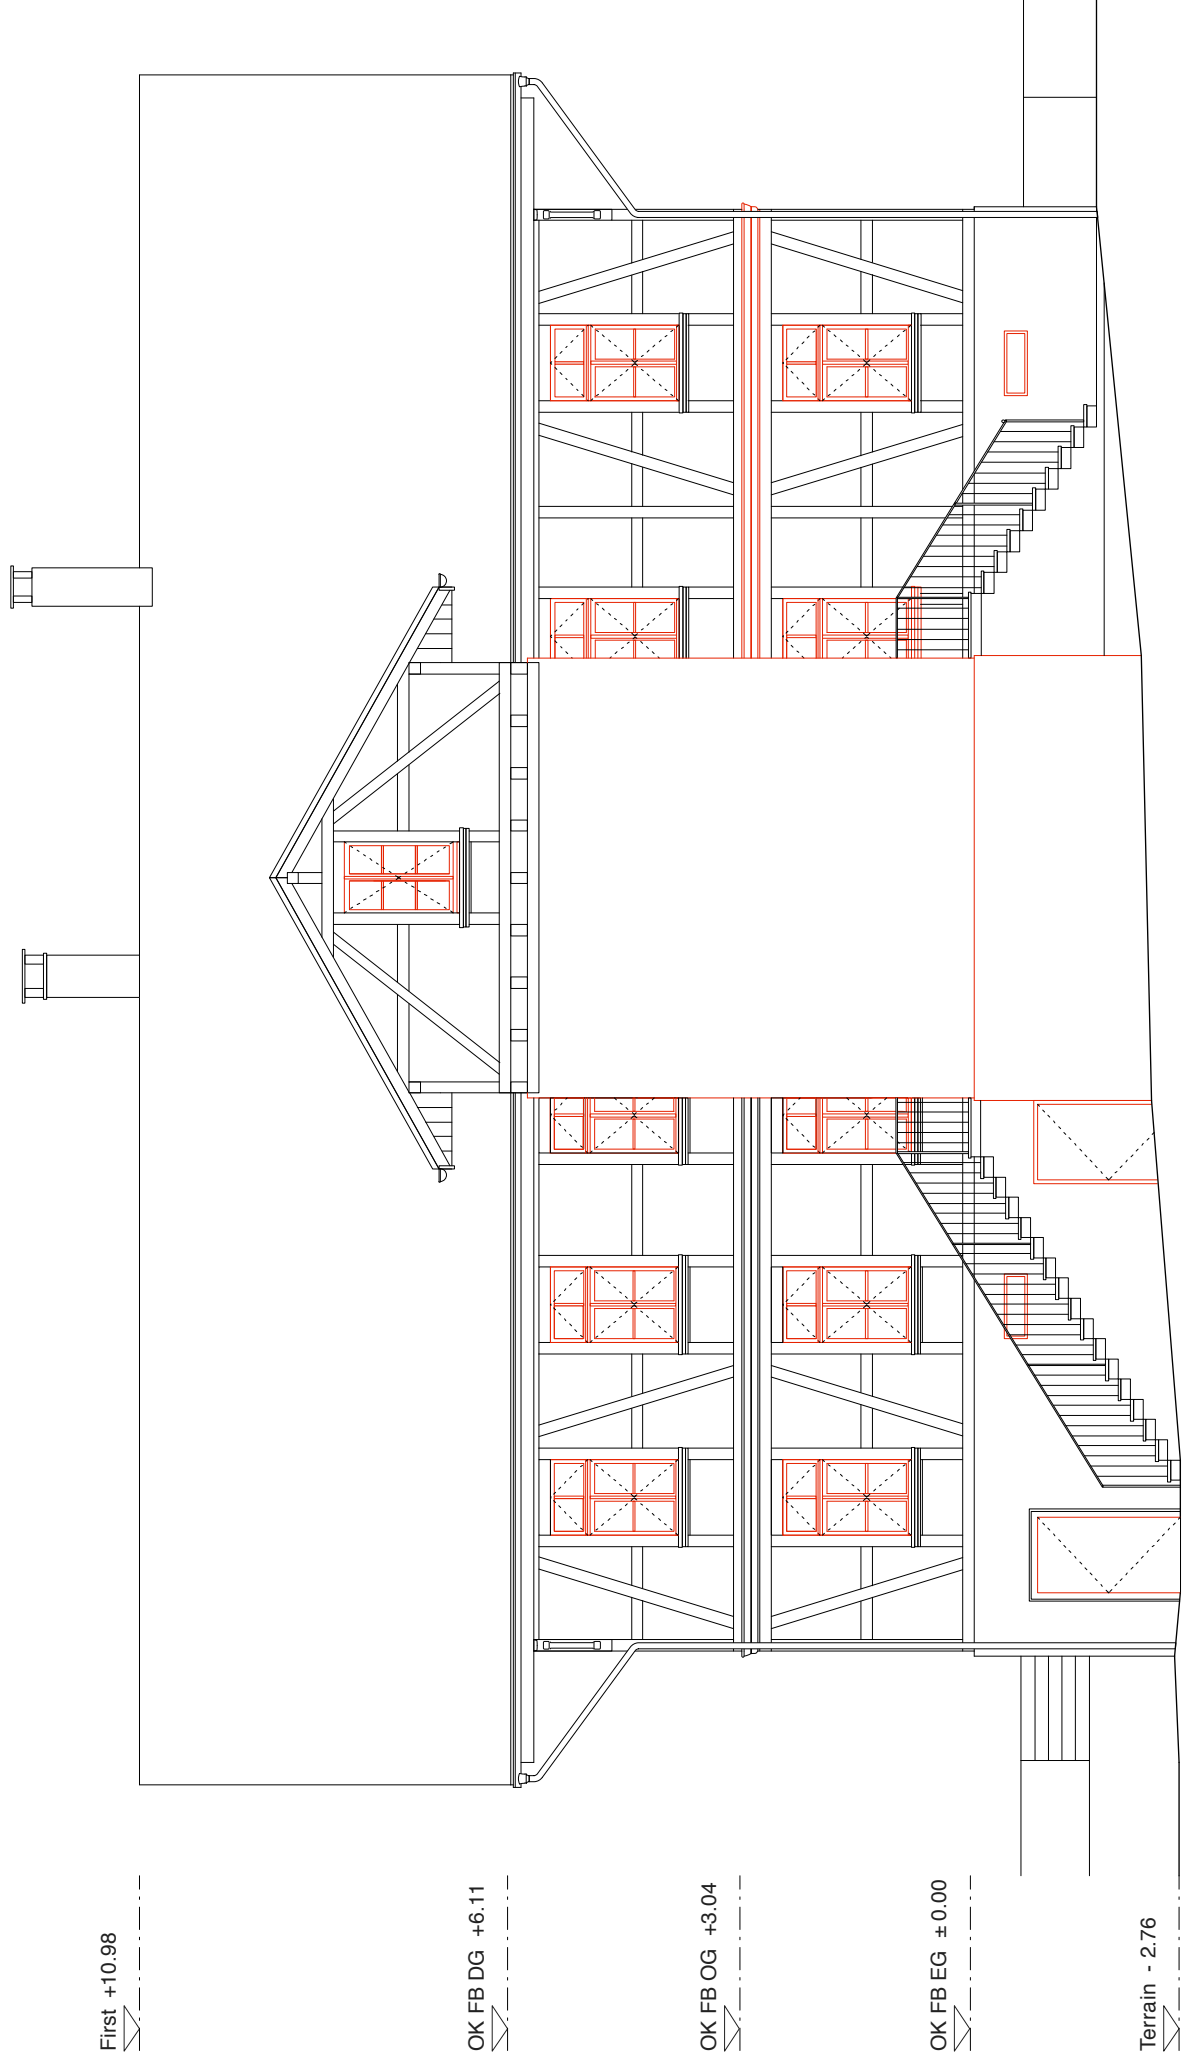 First +10.98
OK FB DG +6.11
OK FB OG +3.04
OK FB EG ± 0.00
Terrain - 2.76